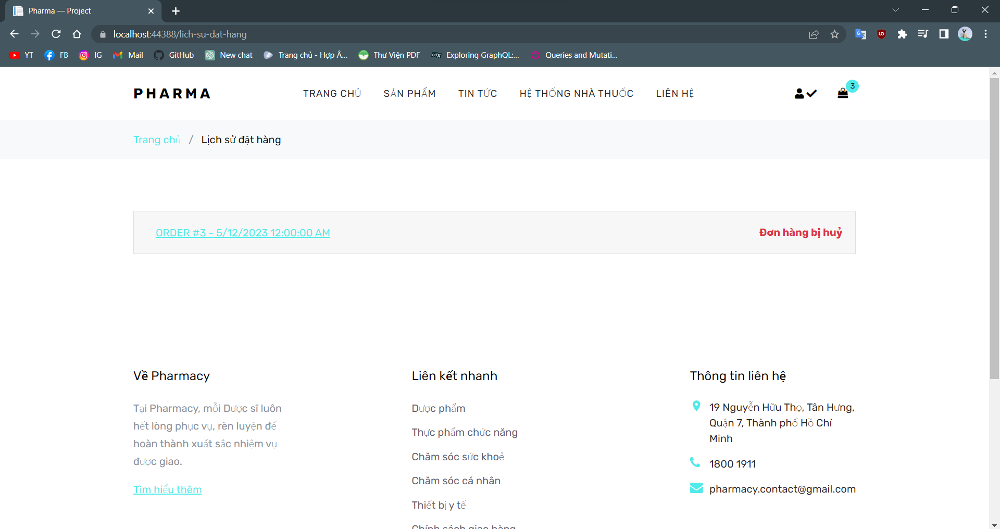 Pharma — Project
localhost:44388/lich-su-dat-hang
YT FB IG Mail GitHub New chat Trang chủ - Hợp Â... Thư Viện PDF edX Exploring GraphQL:... Queries and Mutati...
PHARMA TRANG CHỦ SẢN PHẨM TIN TỨC HỆ THỐNG NHÀ THUỐC LIÊN HỆ 3
Trang chủ / Lịch sử đặt hàng
ORDER #3 - 5/12/2023 12:00:00 AM Đơn hàng bị huỷ
Về Pharmacy
Tại Pharmacy, mỗi Dược sĩ luôn
hết lòng phục vụ, rèn luyện để
hoàn thành xuất sắc nhiệm vụ
được giao.
Tìm hiểu thêm
Liên kết nhanh
Dược phẩm
Thực phẩm chức năng
Chăm sóc sức khoẻ
Chăm sóc cá nhân
Thiết bị y tế
Chính sách giao hàng
Thông tin liên hệ
19 Nguyễn Hữu Thọ, Tân Hưng,
Quận 7, Thành phố Hồ Chí
Minh
1800 1911
pharmacy.contact@gmail.com